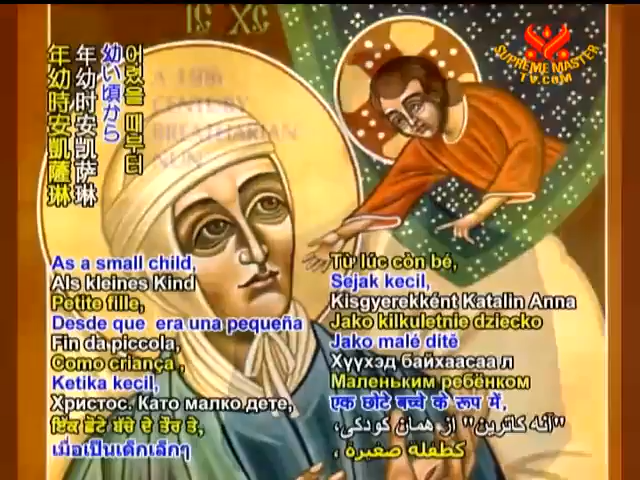 IC XC
SUPREME MASTER
TV.COM
어렸을 때부터
幼い頃から
年幼时安凯萨琳
年幼時安凱薩琳
A 19th
CENTURY
BREATHARIAN
NUN
As a small child,
Als kleines Kind
Petite fille,
Desde que era una pequeña
Fin da piccola,
Como criança ,
Ketika kecil,
Христос. Като малко дете,
ਇੱਕ ਛੋਟੇ ਬੱਚੇ ਦੇ ਤੌਰ ਤੇ,
เมื่อเป็นเด็กเล็กๆ
Từ lúc còn bé,
Sejak kecil,
Kisgyerekként Katalin Anna
Jako kilkuletnie dziecko
Jako malé dítě
Хүүхэд байхаасаа л
Маленьким ребёнком
एक छोटे बच्चे के रूप में,
"آنه كاترين" از همان كودكى،
كطفلة صغيرة ،